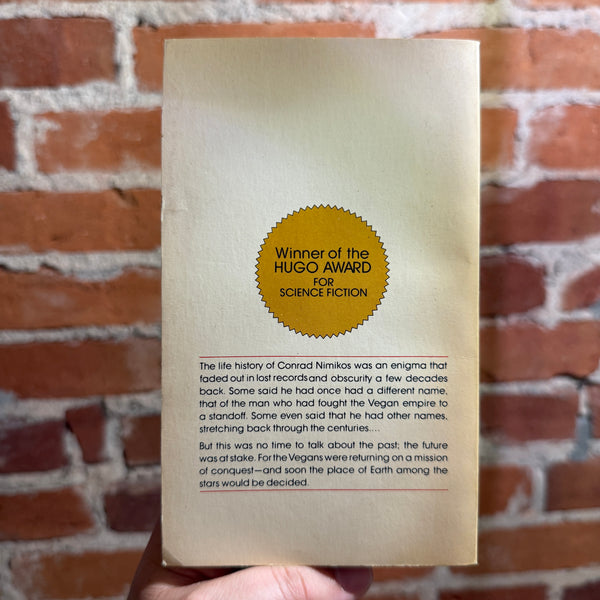 Winner of the
HUGO AWARD
FOR
SCIENCE FICTION
The life history of Conrad Nimikos was an enigma that
faded out in lost records and obscurity a few decades
back. Some said he had once had a different name,
that of the man who had fought the Vegan empire to
a standoff. Some even said that he had other names,
stretching back through the centuries....
But this was no time to talk about the past; the future
was at stake. For the Vegans were returning on a mission
of conquest—and soon the place of Earth among the
stars would be decided.